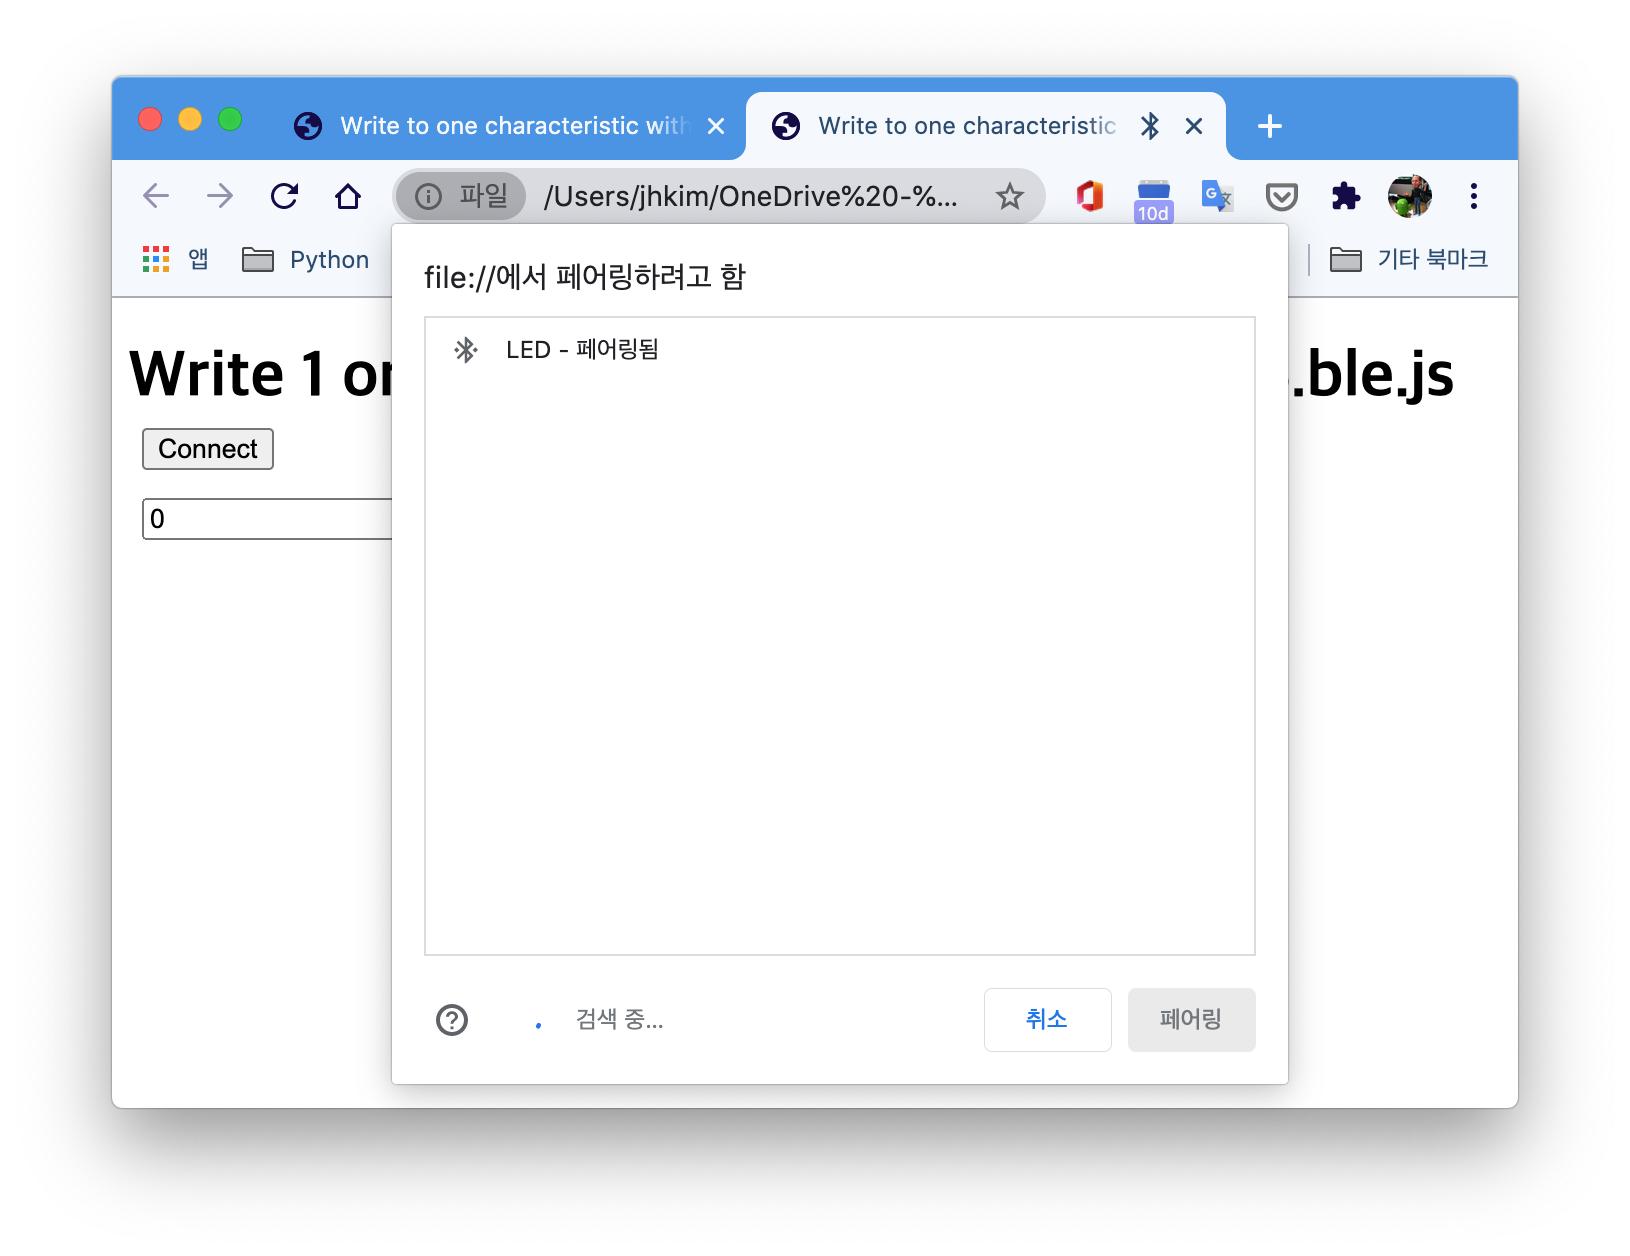 Write to one characteristic with
Write to one characteristic
파일 /Users/jhkim/OneDrive%20-%...
10d
G 文
앱 Python 기타 북마크
file://에서 페어링하려고 함
LED - 페어링됨
Write 1 or .ble.js
Connect
0
검색 중... 취소 페어링